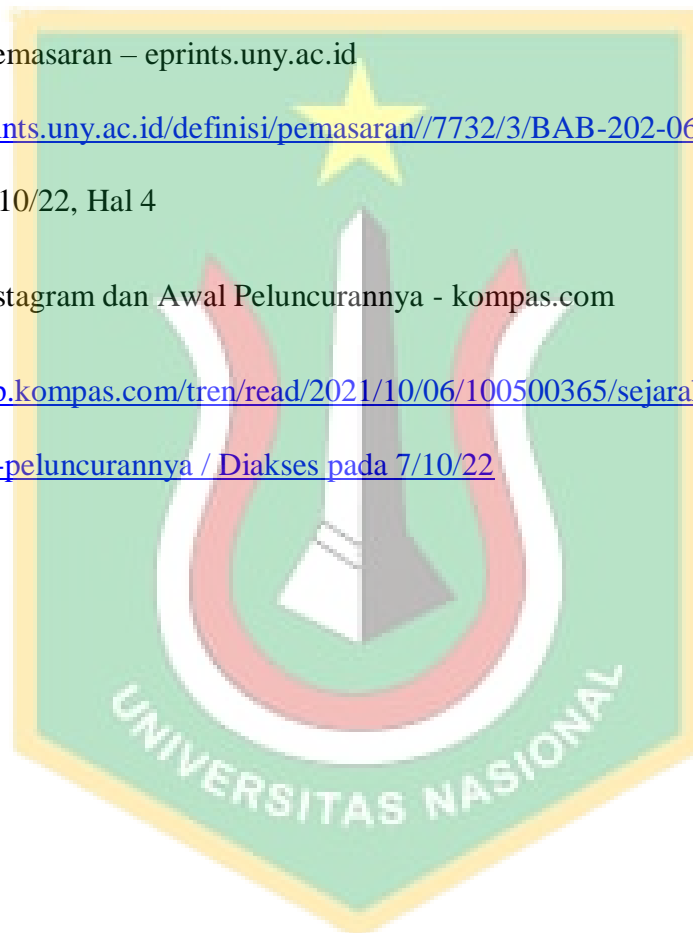 emasaran – eprints.uny.ac.id
ints.uny.ac.id/definisi/pemasaran//7732/3/BAB-202-06
10/22, Hal 4
stagram dan Awal Peluncurannya - kompas.com
p.kompas.com/tren/read/2021/10/06/100500365/sejara
-peluncurannya / Diakses pada 7/10/22
UNIVERSITAS NASIONAL